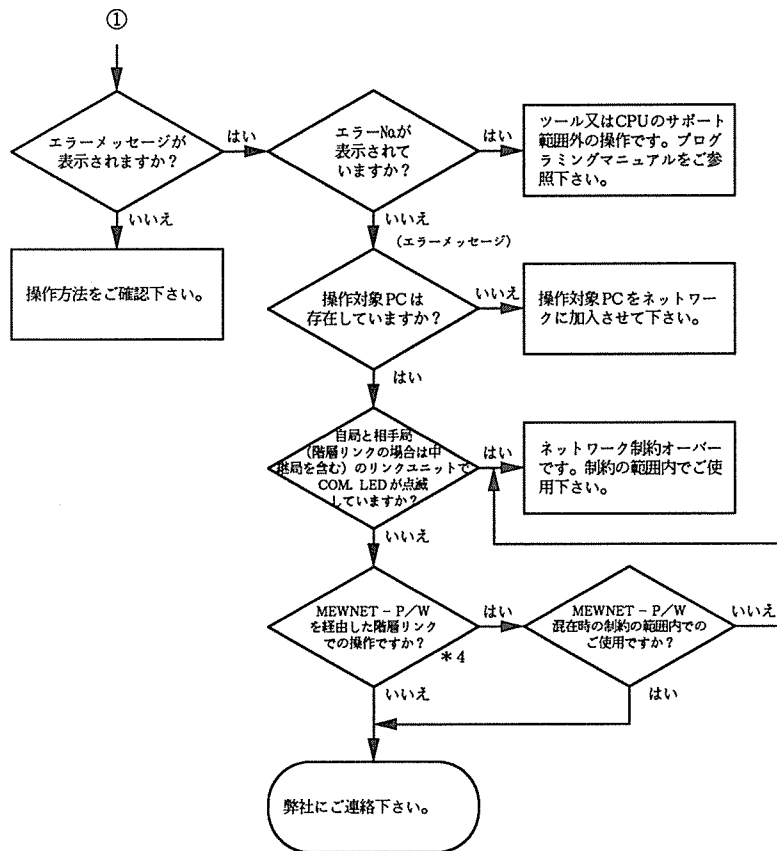 ①
エラーメッセージが
表示されますか？
はい
エラーNo.が
表示されて
いますか？
はい
ツール又はCPUのサポート
範囲外の操作です。プログ
ラミングマニュアルをご参
照下さい。
いいえ
いいえ
(エラーメッセージ)
操作方法をご確認下さい。
操作対象PCは
存在していますか？
いいえ
操作対象PCをネットワー
クに加入させて下さい。
はい
自局と相手局
(階層リンクの場合は中
継局を含む)のリンクユニットで
COM. LEDが点滅
していますか？
はい
ネットワーク制約オーバー
です。制約の範囲内でご使
用下さい。
いいえ
MEWNET－P／W
を経由した階層リンク
での操作ですか？
＊4
はい
MEWNET－P／W
混在時の制約の範囲内での
ご使用ですか？
いいえ
いいえ
はい
弊社にご連絡下さい。